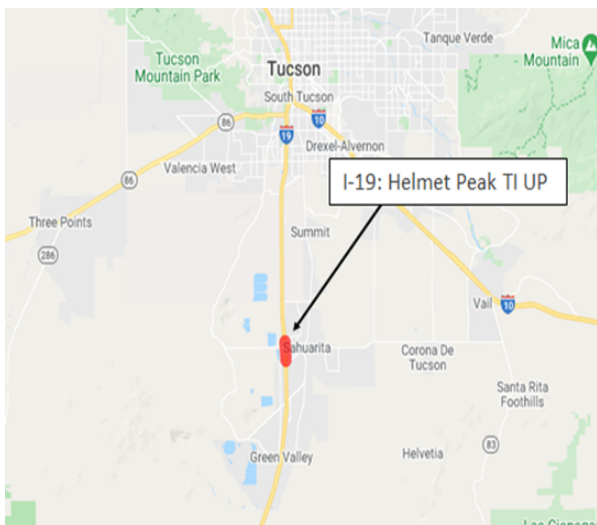 Tanque Verde
Mica
Mountain
Tucson
Mountain Park
Tucson
South Tucson
86
19
10
Drexel-Alvernon
Valencia West
86
I-19: Helmet Peak TI UP
Three Points
286
Summit
Vail
10
Sahuarita
Corona De
Tucson
Santa Rita
Foothills
Green Valley
Helvetia
83
Las Cienega